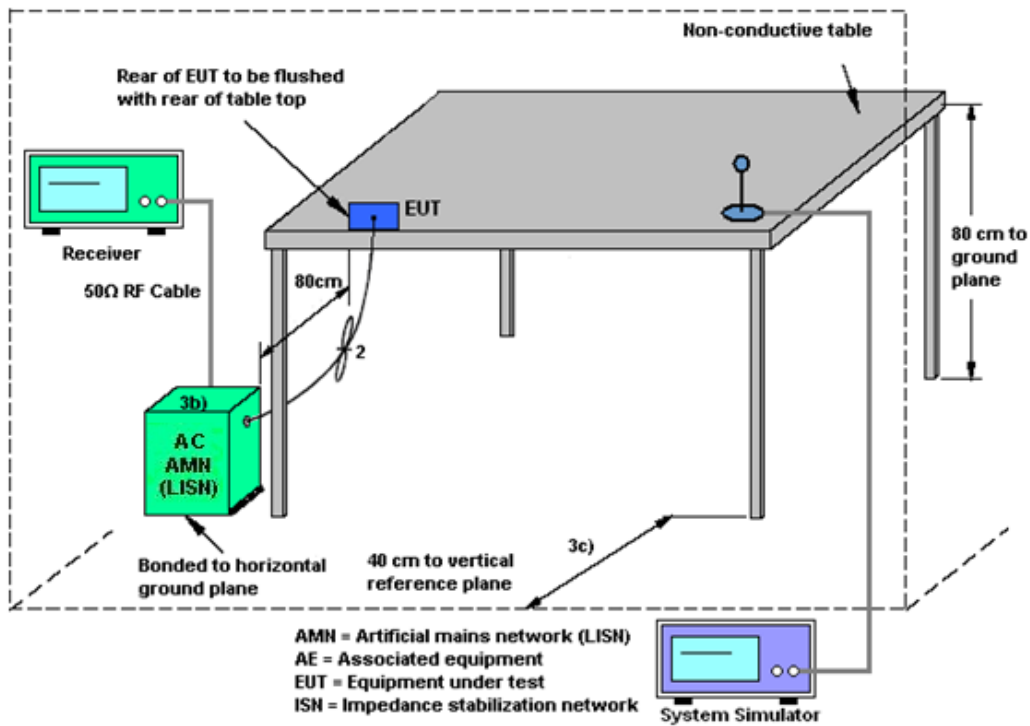 Non-conductive table
Rear of EUT to be flushed
with rear of table top
EUT
Receiver
80 cm to
ground
plane
80cm
50Ω RF Cable
2
3b)
AC
AMN
(LISN)
3c)
Bonded to horizontal
ground plane
40 cm to vertical
reference plane
AMN = Artificial mains network (LISN)
AE = Associated equipment
EUT = Equipment under test
ISN = Impedance stabilization network
System Simulator